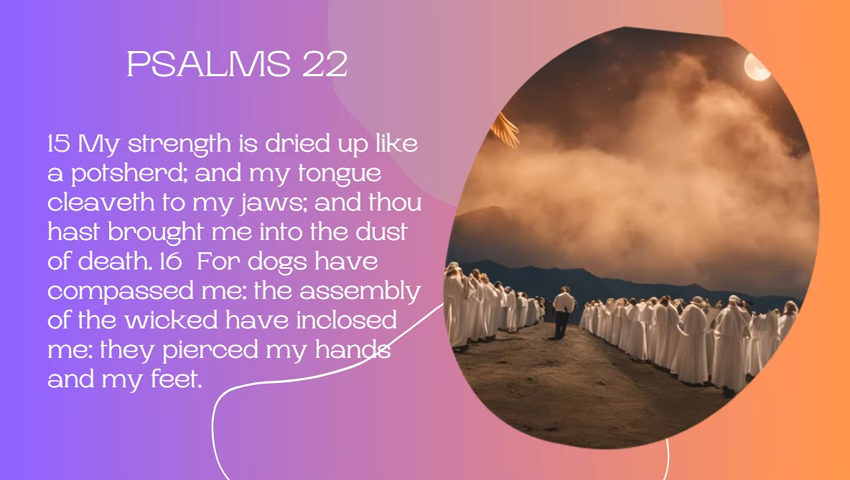 PSALMS 22
15 My strength is dried up like
a potsherd; and my tongue
cleaveth to my jaws; and thou
hast brought me into the dust
of death. 16  For dogs have
compassed me: the assembly
of the wicked have inclosed
me: they pierced my hands
and my feet.